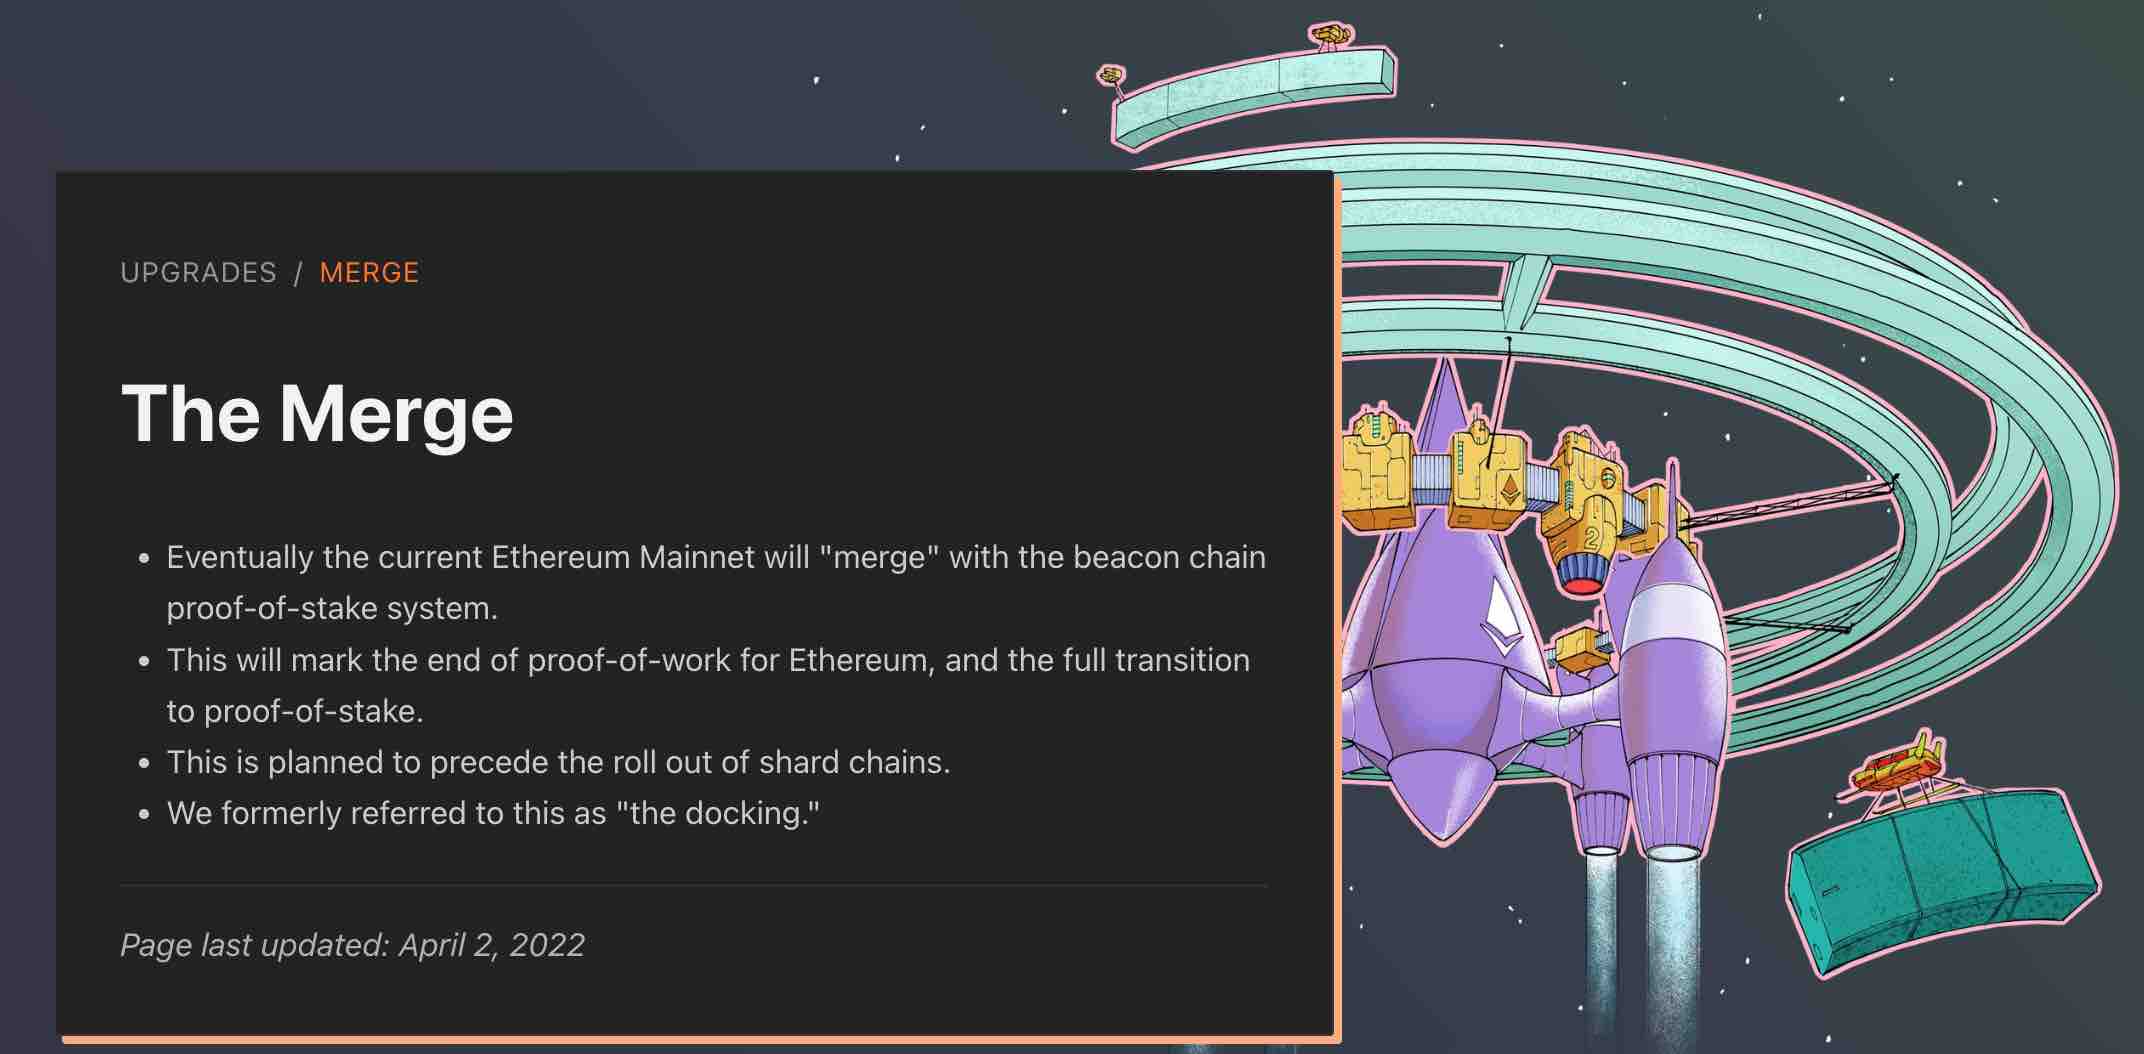 UPGRADES / MERGE
The Merge
• Eventually the current Ethereum Mainnet will "merge" with the beacon chain
proof-of-stake system.
• This will mark the end of proof-of-work for Ethereum, and the full transition
to proof-of-stake.
• This is planned to precede the roll out of shard chains.
• We formerly referred to this as "the docking."
Page last updated: April 2, 2022
2